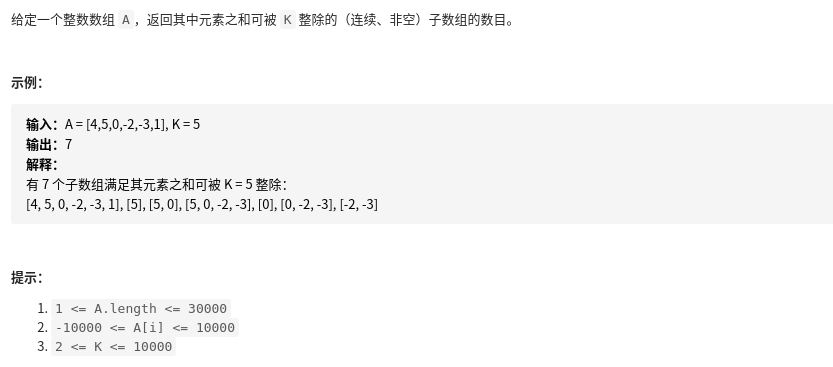 给定一个整数数组 A，返回其中元素之和可被 K 整除的（连续、非空）子数组的数目。
示例：
输入：A = [4,5,0,-2,-3,1], K = 5
输出：7
解释：
有 7 个子数组满足其元素之和可被 K = 5 整除：
[4, 5, 0, -2, -3, 1], [5], [5, 0], [5, 0, -2, -3], [0], [0, -2, -3], [-2, -3]
提示：
1. 1 <= A.length <= 30000
2. -10000 <= A[i] <= 10000
3. 2 <= K <= 10000